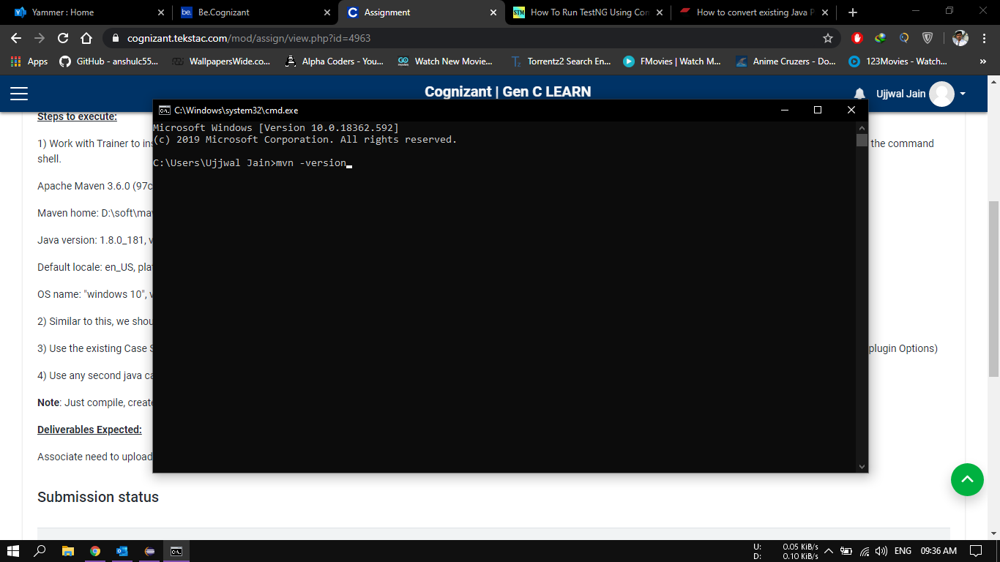 Yammer : Home
Be.Cognizant
Assignment
How To Run TestNG Using Con
How to convert existing Java P
cognizant.tekstac.com/mod/assign/view.php?id=4963
Apps
GitHub - anshulc55...
WallpapersWide.co...
Alpha Coders - You...
Watch New Movie...
Torrentz2 Search En...
FMovies | Watch M...
Anime Cruzers - Do...
123Movies - Watch...
Cognizant | Gen C LEARN
Ujjwal Jain
Steps to execute:
1) Work with Trainer to ins
the command
shell.
Apache Maven 3.6.0 (97c
Maven home: D:\soft\mav
Java version: 1.8.0_181, v
Default locale: en_US, plat
OS name: "windows 10", v
2) Similar to this, we shou
3) Use the existing Case S
plugin Options)
4) Use any second java ca
Note: Just compile, create
Deliverables Expected:
Associate need to upload
Submission status
C:\Windows\system32\cmd.exe
Microsoft Windows [Version 10.0.18362.592]
(c) 2019 Microsoft Corporation. All rights reserved.
C:\Users\Ujjwal Jain>mvn -version
U: 0.05 KiB/s
D: 0.10 KiB/s
ENG
09:36 AM